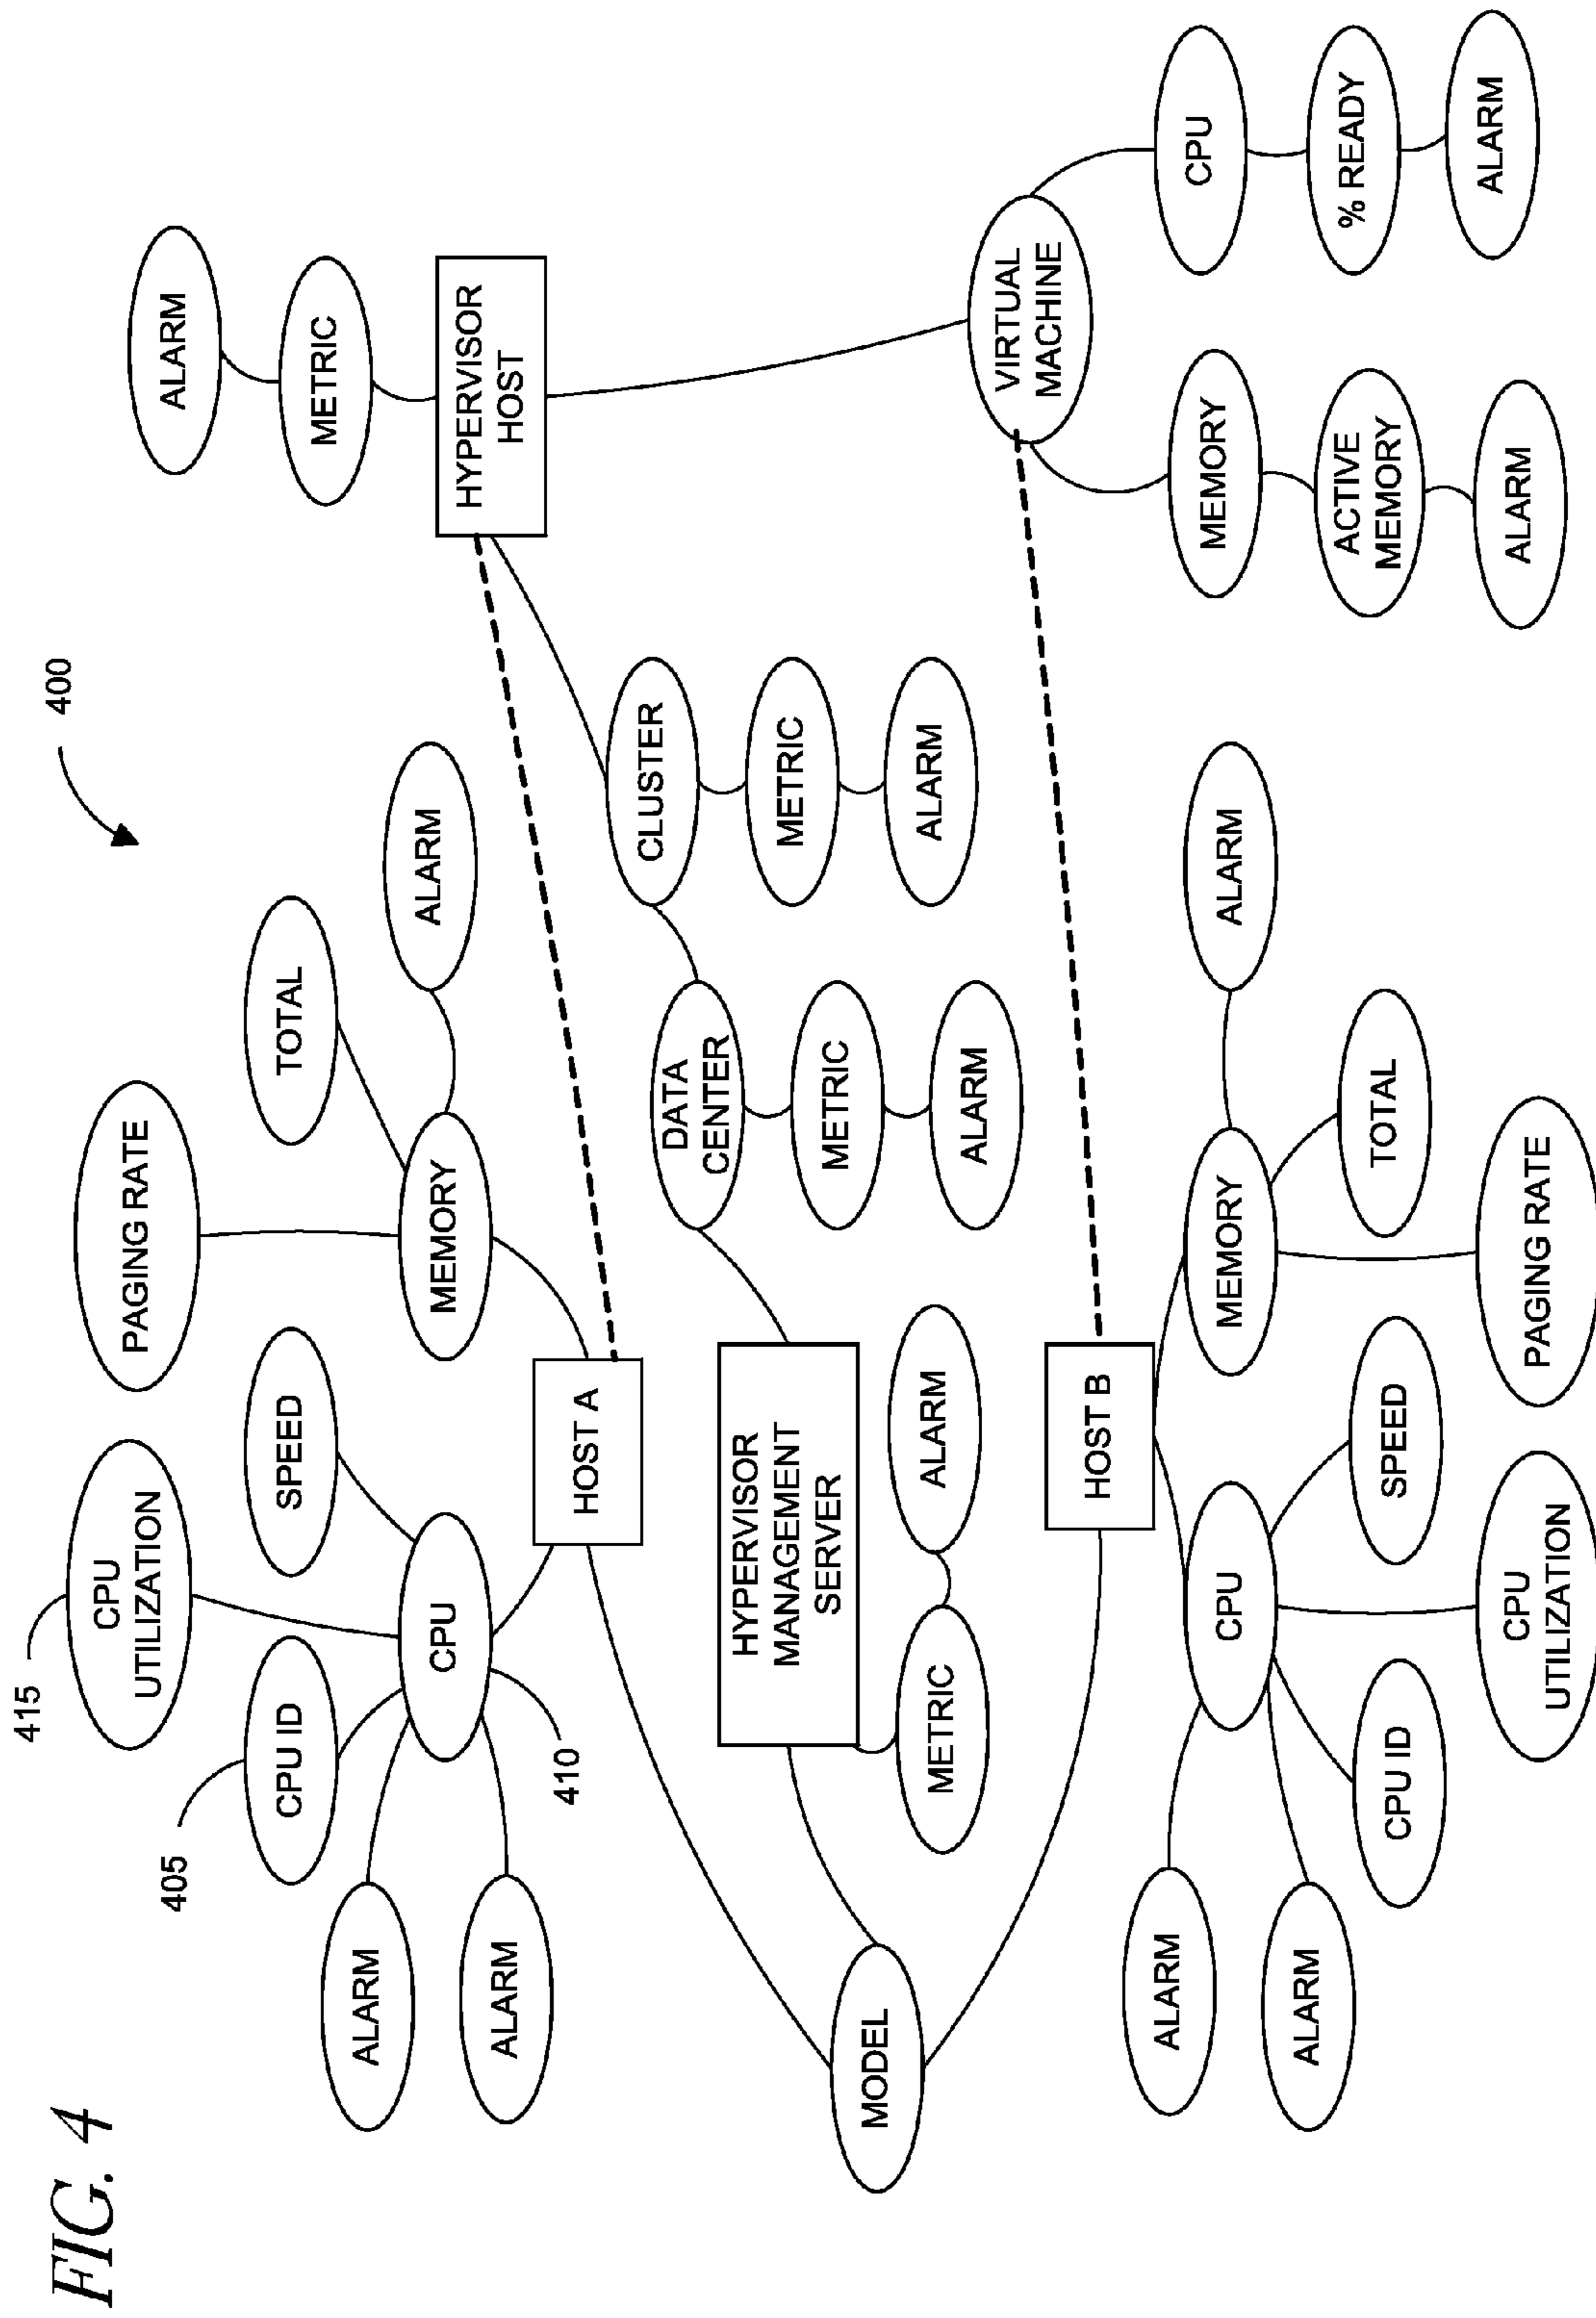 FIG. 4
415
400
CPU
UTILIZATION
PAGING RATE
405
ALARM
CPU ID
SPEED
TOTAL
METRIC
ALARM
CPU
MEMORY
ALARM
HYPERVISOR
HOST
ALARM
410
HOST A
CLUSTER
DATA
CENTER
HYPERVISOR
MANAGEMENT
SERVER
METRIC
METRIC
MODEL
METRIC
ALARM
ALARM
ALARM
VIRTUAL
MACHINE
HOST B
ALARM
CPU
MEMORY
ALARM
MEMORY
CPU
ALARM
CPU ID
SPEED
TOTAL
ACTIVE
MEMORY
% READY
CPU
UTILIZATION
PAGING RATE
ALARM
ALARM